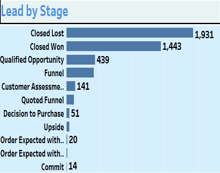 Lead by Stage
Closed Lost 1,931
Closed Won 1,443
Qualified Opportunity 439
Funnel
Customer Assessme.. 141
Quoted Funnel
Decision to Purchase 51
Upside
Order Expected with.. 20
Order Expected with..
Commit 14